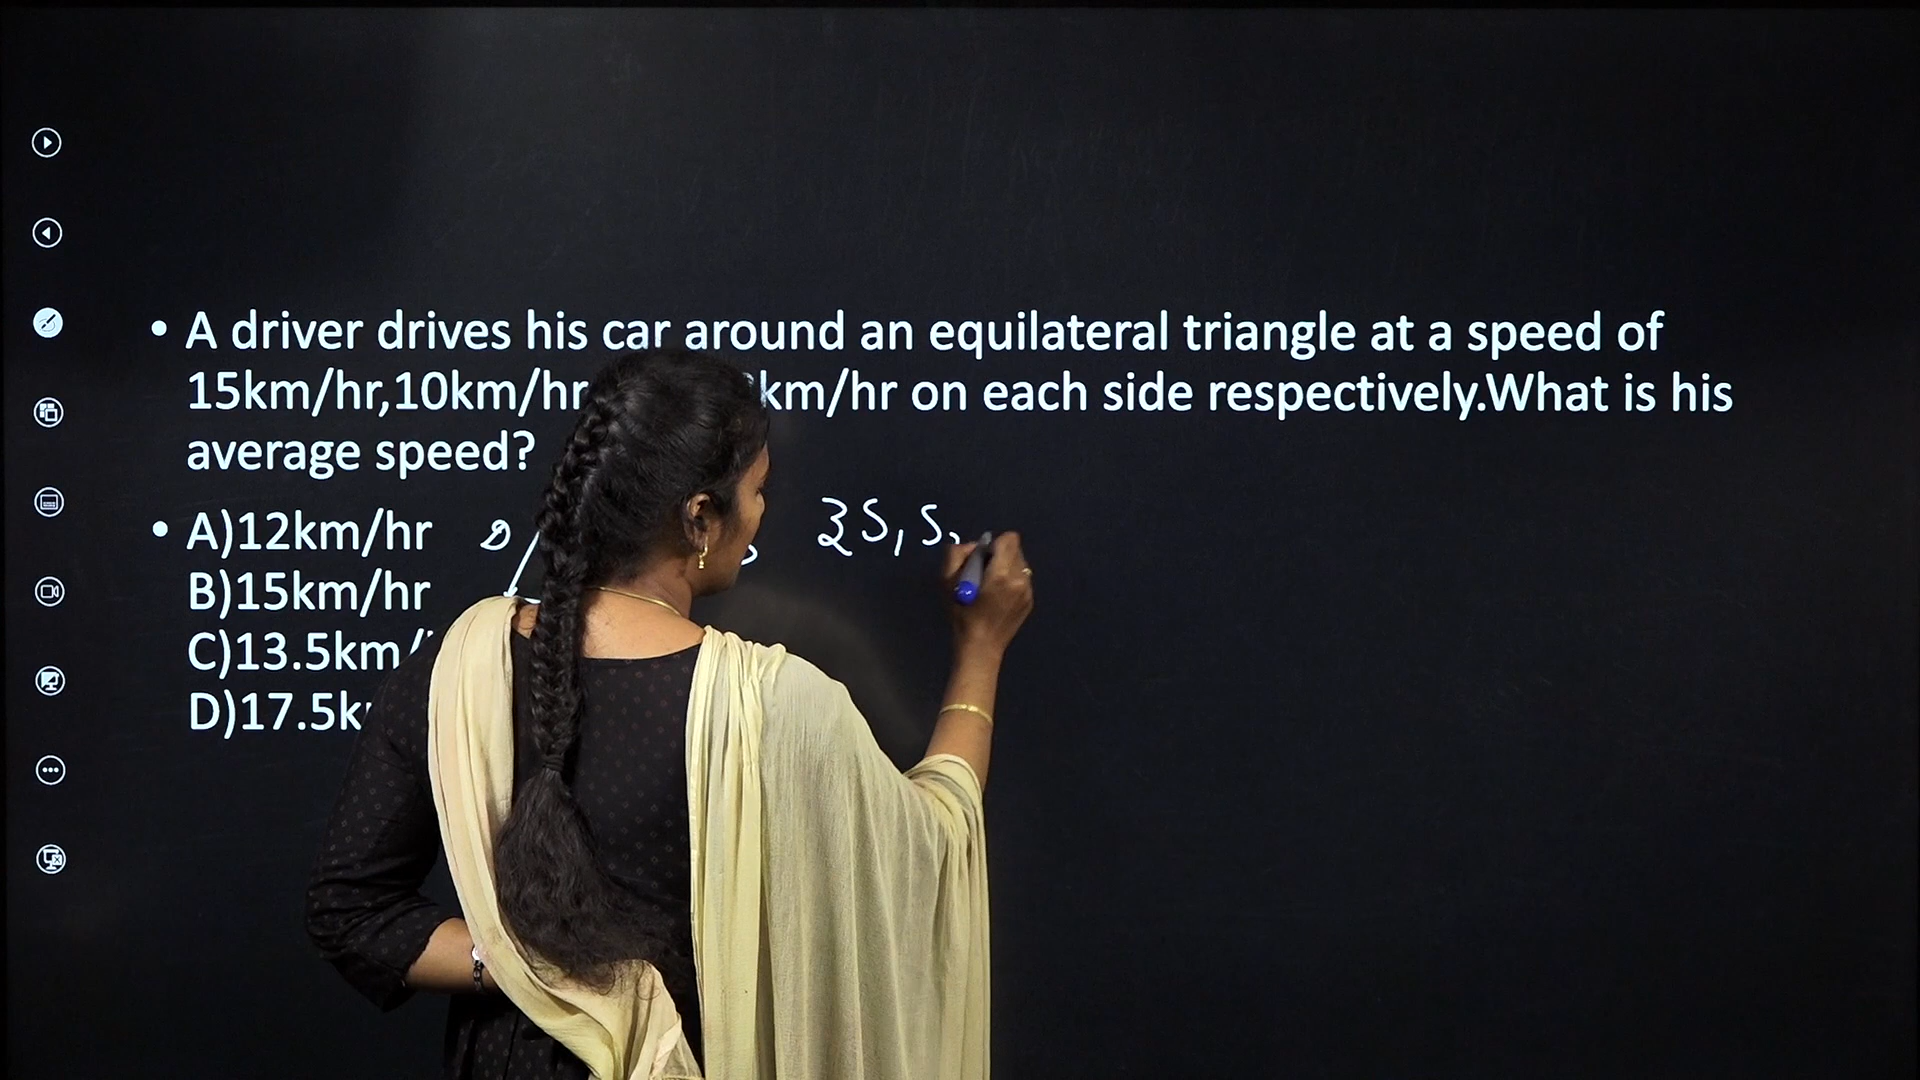 • A driver drives his car around an equilateral triangle at a speed of
15km/hr,10km/hr km/hr on each side respectively.What is his
average speed?
• A)12km/hr
3S₁S₂
B)15km/hr
C)13.5km/
D)17.5k